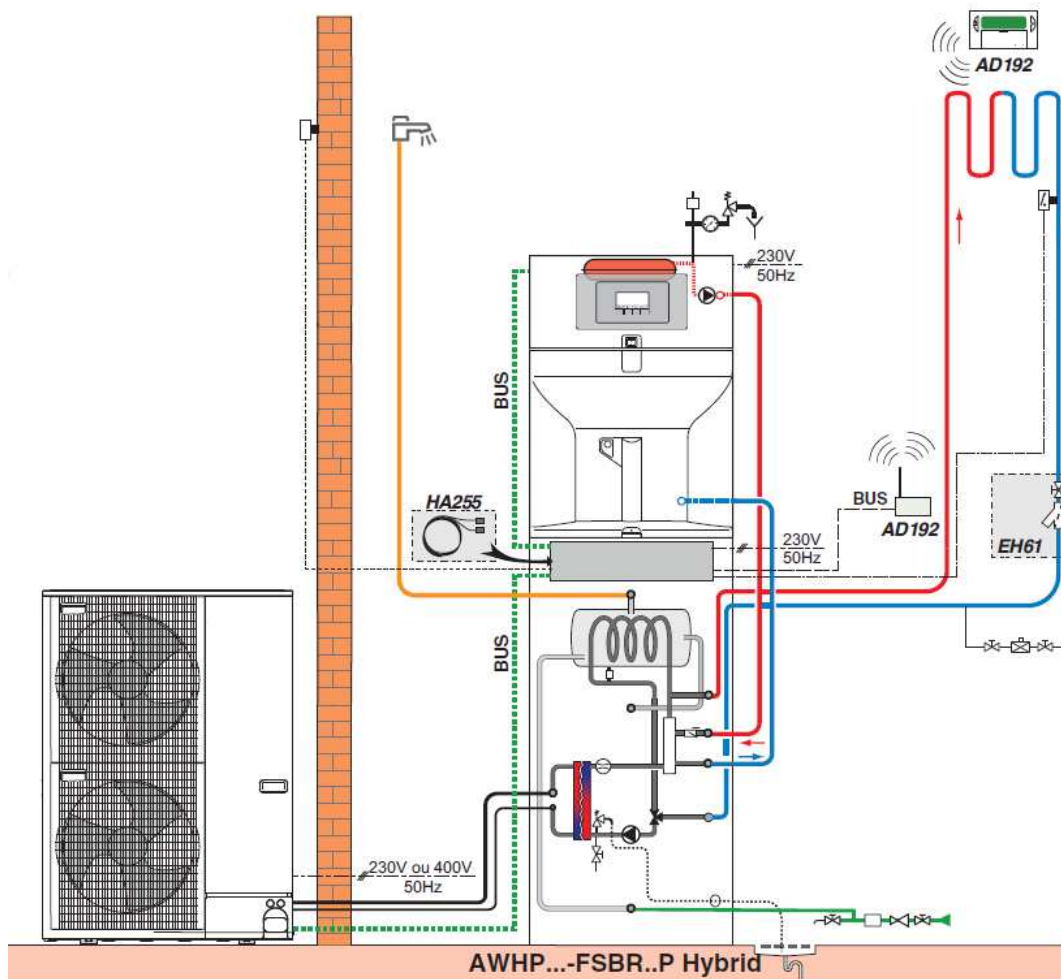 AD192
230V
50Hz
BUS
HA255
BUS
AD192
230V
50Hz
EH61
BUS
230V ou 400V
50Hz
AWHP...-FSBR..P Hybrid